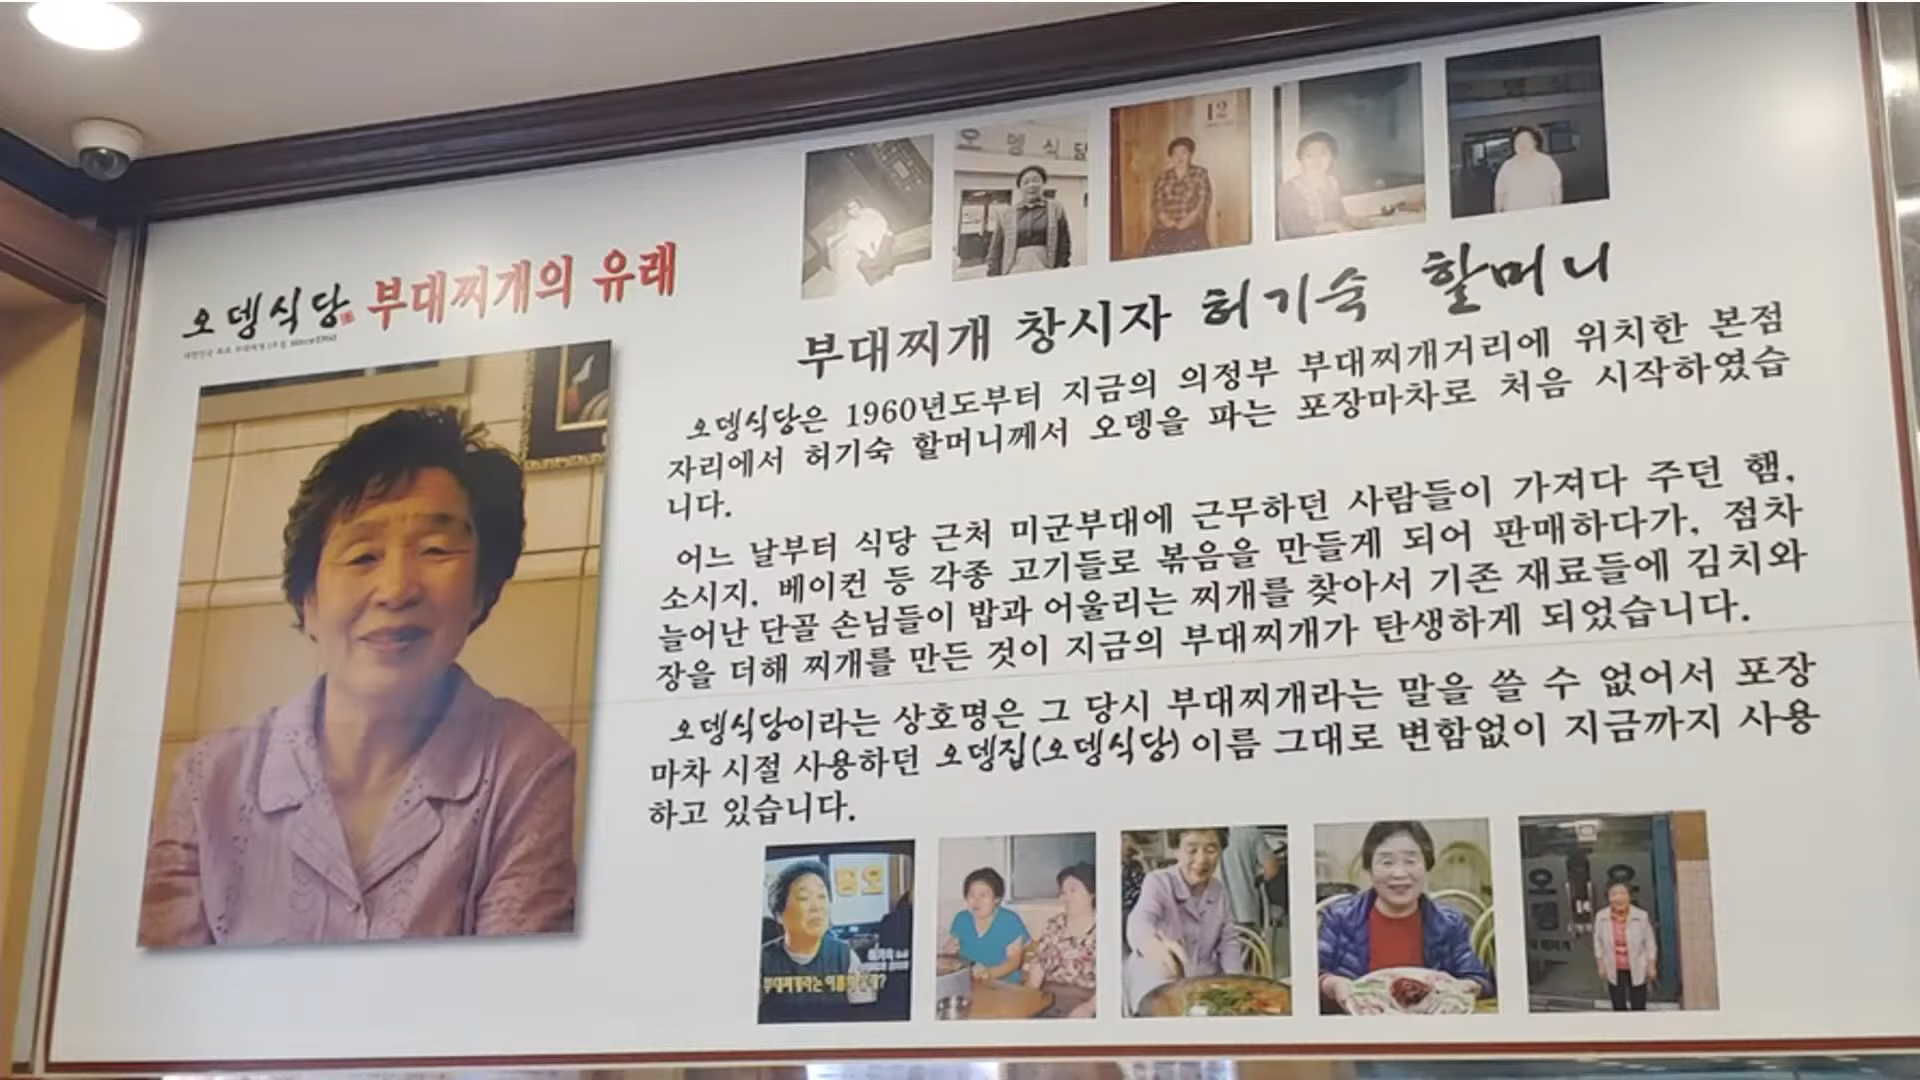 오뎅식당 부대찌개의 유래
since1960
오뎅식당
12
부대찌개 창시자 허기숙 할머니
오뎅식당은 1960년도부터 지금의 의정부 부대찌개거리에 위치한 본점
자리에서 허기숙 할머니께서 오뎅을 파는 포장마차로 처음 시작하였습
니다.
어느 날부터 식당 근처 미군부대에 근무하던 사람들이 가져다 주던 햄,
소시지, 베이컨 등 각종 고기들로 볶음을 만들게 되어 판매하다가, 점차
늘어난 단골 손님들이 밥과 어울리는 찌개를 찾아서 기존 재료들에 김치와
장을 더해 찌개를 만든 것이 지금의 부대찌개가 탄생하게 되었습니다.
오뎅식당이라는 상호명은 그 당시 부대찌개라는 말을 쓸 수 없어서 포장
마차 시절 사용하던 오뎅집(오뎅식당) 이름 그대로 변함없이 지금까지 사용
하고 있습니다.